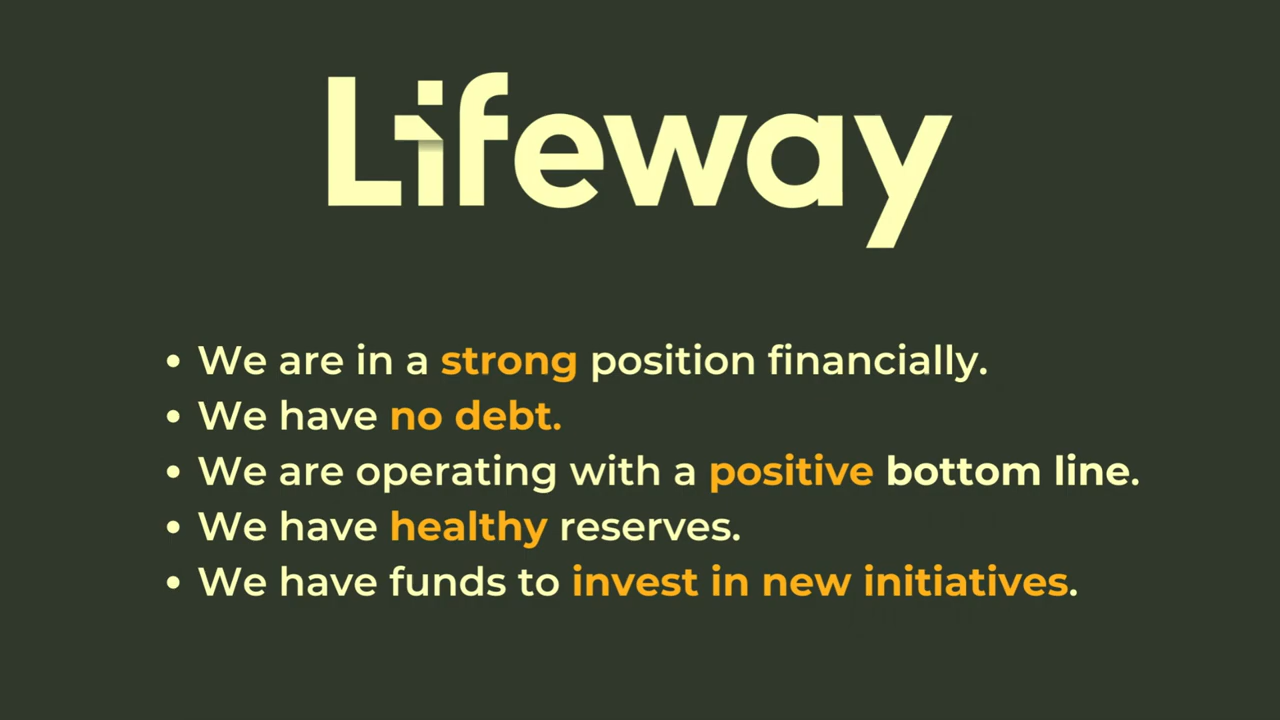 Lifeway
• We are in a strong position financially.
• We have no debt.
• We are operating with a positive bottom line.
• We have healthy reserves.
• We have funds to invest in new initiatives.